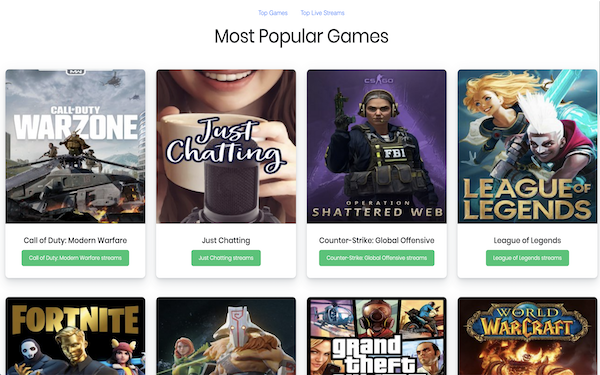 Top Games Top Live Streams
Most Popular Games
MW
CALL OF DUTY
WARZONE
Just
Chatting
CS GO
FBI
OPERATION
SHATTERED WEB
LEAGUE OF
LEGENDS
Call of Duty: Modern Warfare
Just Chatting
Counter-Strike: Global Offensive
League of Legends
Call of Duty: Modern Warfare streams
Just Chatting streams
Counter-Strike: Global Offensive streams
League of Legends streams
FORTNITE
grand
theft
WORLD
WARCRAFT